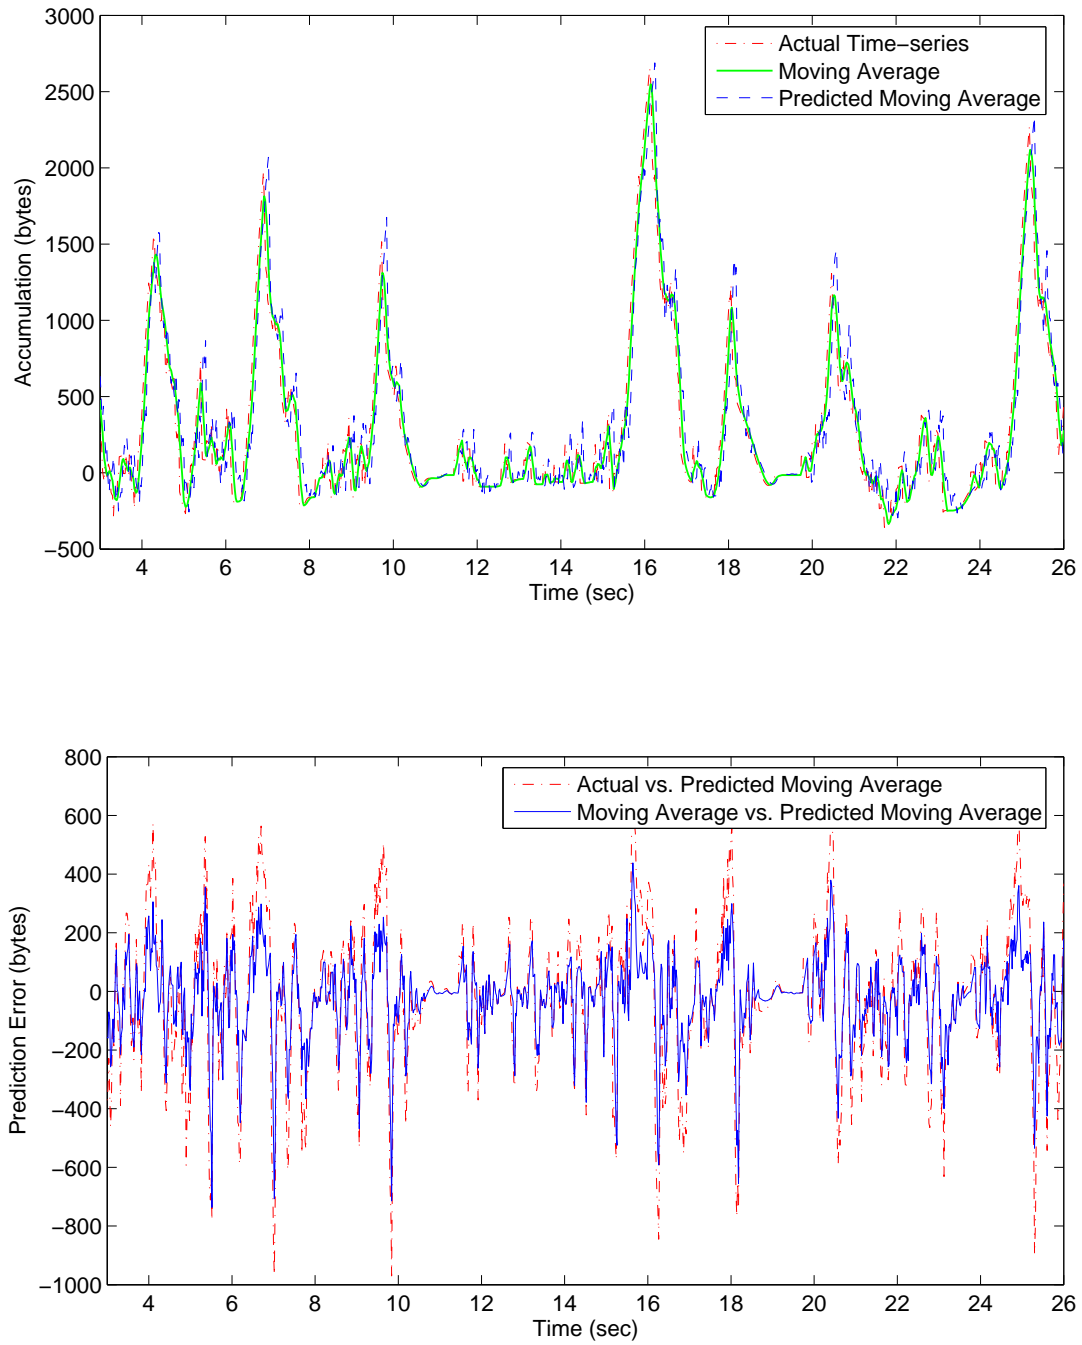 3000
2500
2000
1500
1000
500
0
−500
Accumulation (bytes)
Actual Time−series
Moving Average
Predicted Moving Average
4 6 8 10 12 14 16 18 20 22 24 26
Time (sec)
800
600
400
200
0
−200
−400
−600
−800
−1000
Prediction Error (bytes)
Actual vs. Predicted Moving Average
Moving Average vs. Predicted Moving Average
4 6 8 10 12 14 16 18 20 22 24 26
Time (sec)